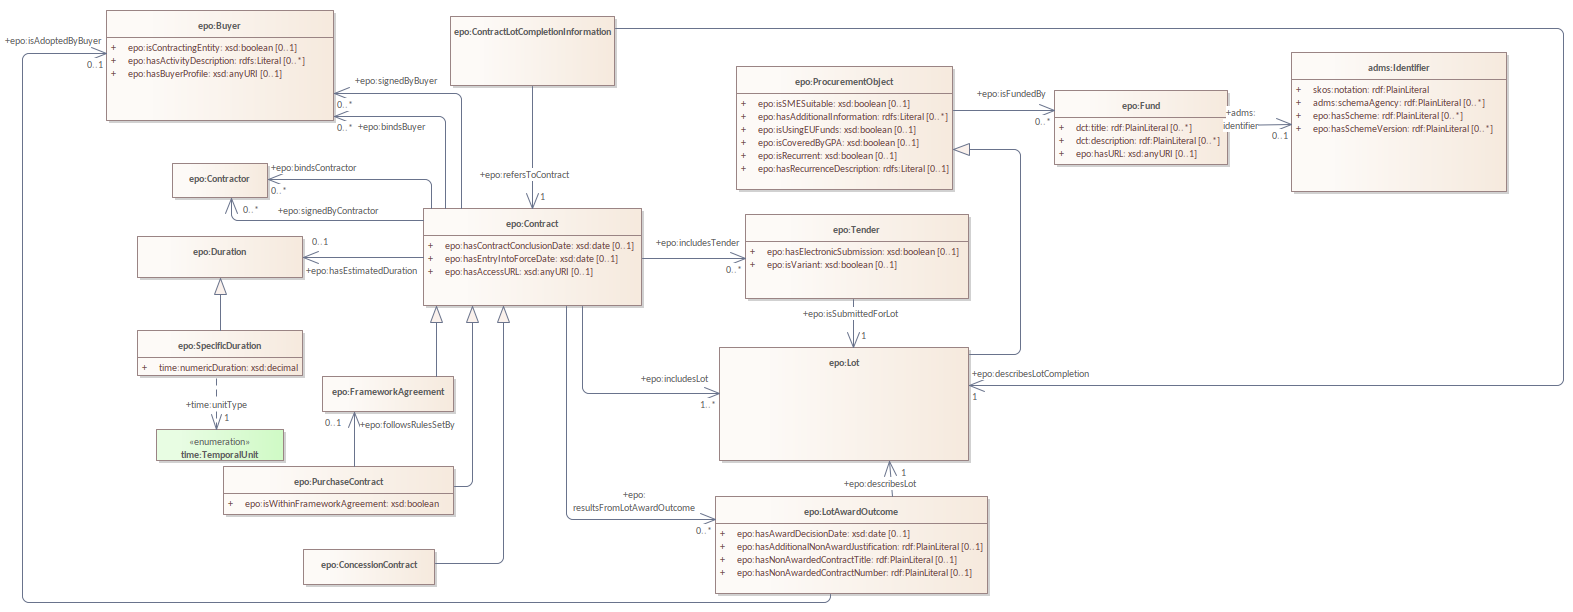 epo:Buyer
+ epo:isContractingEntity: xsd:boolean [0..1]
+ epo:hasActivityDescription: rdfs:Literal [0..*]
+ epo:hasBuyerProfile: xsd:anyURI [0..1]
+epo:isAdoptedByBuyer
0..1
epo:ContractLotCompletionInformation
+epo:signedByBuyer
0..*
0..*
+epo:bindsBuyer
epo:ProcurementObject
+ epo:isSMESuitable: xsd:boolean [0..1]
+ epo:hasAdditionalInformation: rdfs:Literal [0..*]
+ epo:isUsingEUFunds: xsd:boolean [0..1]
+ epo:isCoveredByGPA: xsd:boolean [0..1]
+ epo:isRecurrent: xsd:boolean [0..1]
+ epo:hasRecurrenceDescription: rdfs:Literal [0..1]
+epo:isFundedBy
0..*
epo:Fund
+ dct:title: rdf:PlainLiteral [0..*]
+ dct:description: rdf:PlainLiteral [0..*]
+ epo:hasURL: xsd:anyURI [0..1]
+adms:
identifier
0..1
adms:Identifier
+ skos:notation: rdf:PlainLiteral
+ adms:schemaAgency: rdf:PlainLiteral [0..*]
+ epo:hasScheme: rdf:PlainLiteral [0..*]
+ epo:hasSchemeVersion: rdf:PlainLiteral [0..*]
epo:Contractor
+epo:bindsContractor
0..*
0..*
+epo:signedByContractor
+epo:refersToContract
1
epo:Duration
0..1
+epo:hasEstimatedDuration
epo:Contract
+ epo:hasContractConclusionDate: xsd:date [0..1]
+ epo:hasEntryIntoForceDate: xsd:date [0..1]
+ epo:hasAccessURL: xsd:anyURI [0..1]
+epo:includesTender
0..*
epo:Tender
+ epo:hasElectronicSubmission: xsd:boolean [0..1]
+ epo:isVariant: xsd:boolean [0..1]
+epo:isSubmittedForLot
1
epo:SpecificDuration
+ time:numericDuration: xsd:decimal
+time:unitType
1
«enumeration»
time:TemporalUnit
epo:FrameworkAgreement
0..1
+epo:followsRulesSetBy
epo:Lot
+epo:includesLot
1..*
+epo:describesLotCompletion
1
epo:PurchaseContract
+ epo:isWithinFrameworkAgreement: xsd:boolean
1
+epo:describesLot
+epo:
resultsFromLotAwardOutcome
0..*
epo:LotAwardOutcome
+ epo:hasAwardDecisionDate: xsd:date [0..1]
+ epo:hasAdditionalNonAwardJustification: rdf:PlainLiteral [0..1]
+ epo:hasNonAwardedContractTitle: rdf:PlainLiteral [0..1]
+ epo:hasNonAwardedContractNumber: rdf:PlainLiteral [0..1]
epo:ConcessionContract